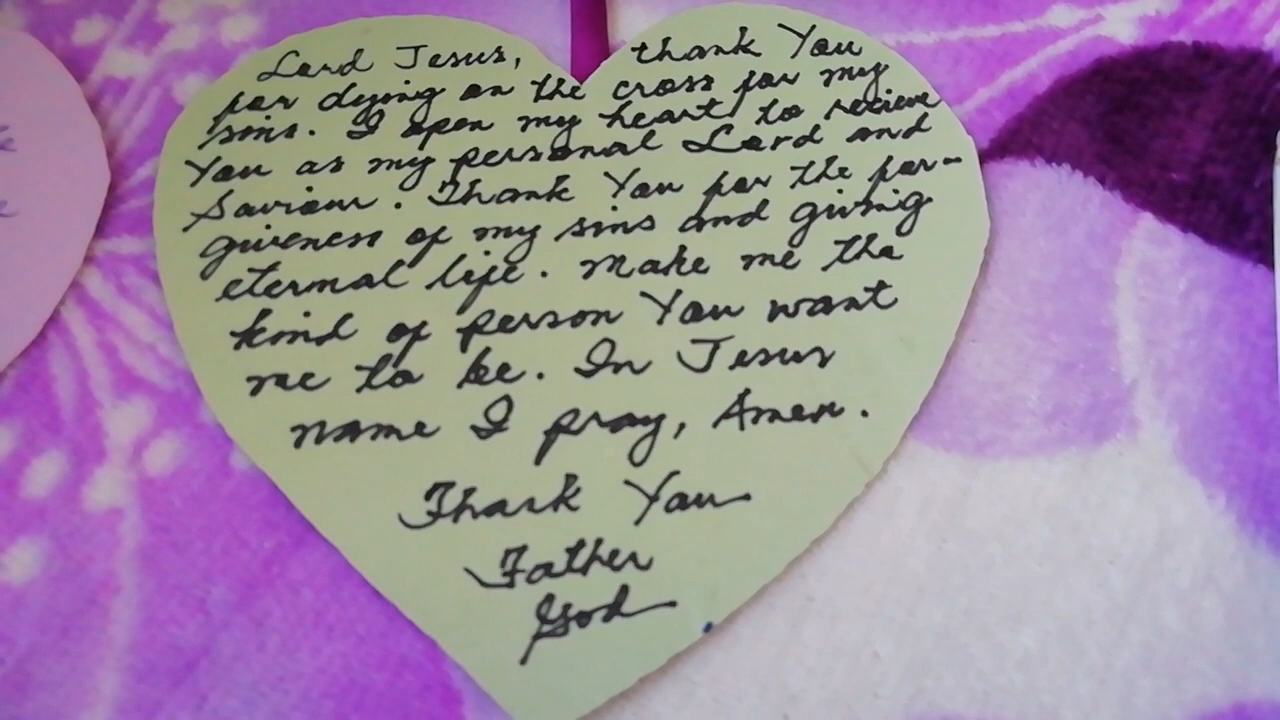 Lord Jesus, thank You
for dying on the cross for my
sins. I open my heart to recieve
You as my personal Lord and
Saviour. Thank You for the for-
giveness of my sins and giving
eternal life. Make me the
kind of person You want
me to be. In Jesus
name I pray, Amen.
Thank You
Father
God